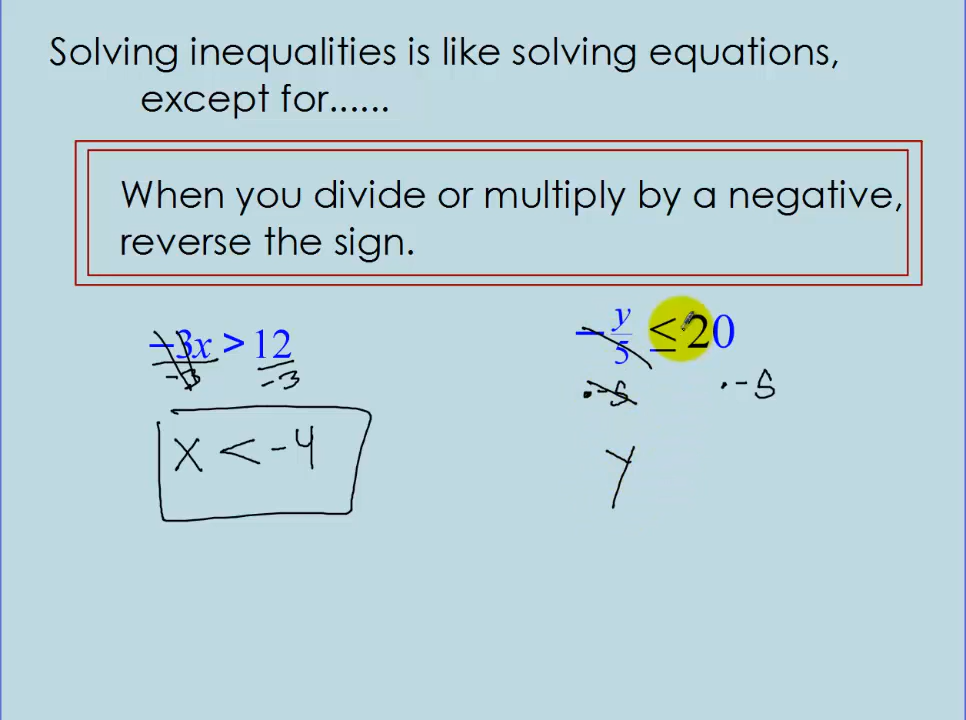 Solving inequalities is like solving equations,
except for......
When you divide or multiply by a negative,
reverse the sign.
-3x > 12
-3 -3
x < -4
-y/5 ≤ 20
·-5 ·-5
y